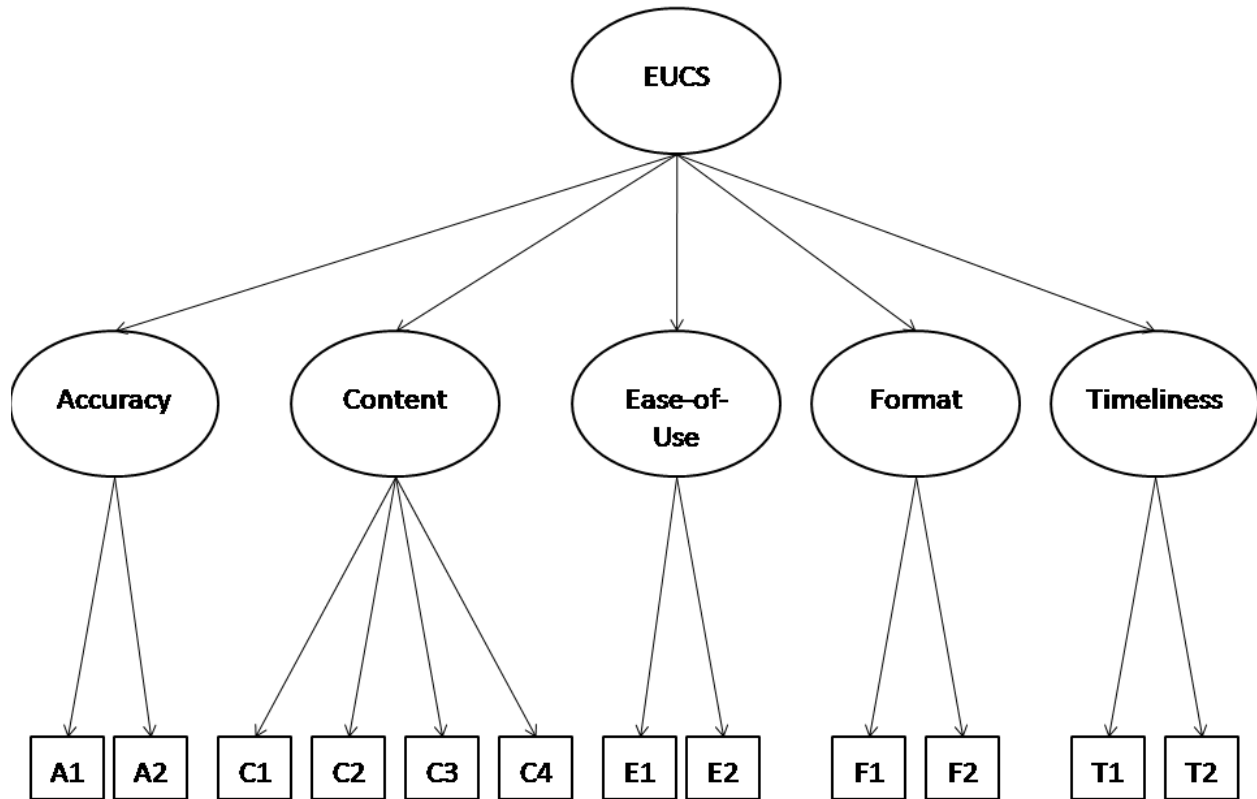 EUCS
Accuracy
Content
Ease-of-
Use
Format
Timeliness
A1
A2
C1
C2
C3
C4
E1
E2
F1
F2
T1
T2